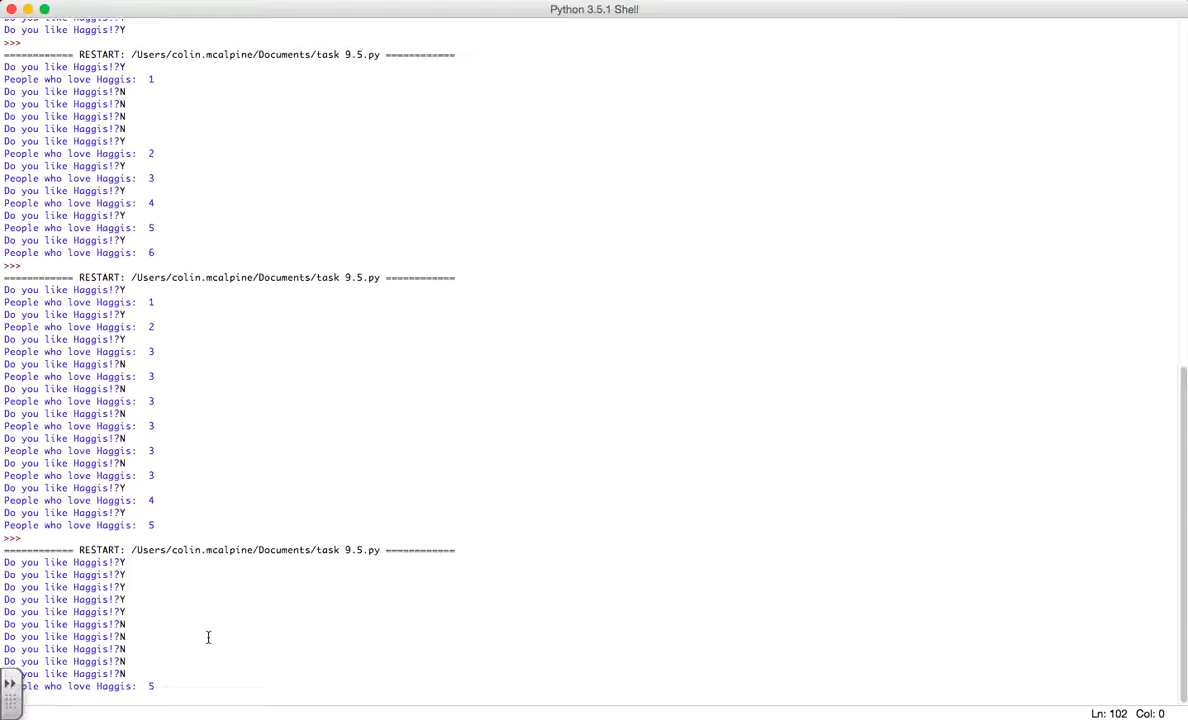 Python 3.5.1 Shell
Do you like Haggis!?Y
Do you like Haggis!?Y
>>>
============ RESTART: /Users/colin.mcalpine/Documents/task 9.5.py ============
Do you like Haggis!?Y
People who love Haggis:  1
Do you like Haggis!?N
Do you like Haggis!?N
Do you like Haggis!?N
Do you like Haggis!?N
Do you like Haggis!?Y
People who love Haggis:  2
Do you like Haggis!?Y
People who love Haggis:  3
Do you like Haggis!?Y
People who love Haggis:  4
Do you like Haggis!?Y
People who love Haggis:  5
Do you like Haggis!?Y
People who love Haggis:  6
>>>
============ RESTART: /Users/colin.mcalpine/Documents/task 9.5.py ============
Do you like Haggis!?Y
People who love Haggis:  1
Do you like Haggis!?Y
People who love Haggis:  2
Do you like Haggis!?Y
People who love Haggis:  3
Do you like Haggis!?N
People who love Haggis:  3
Do you like Haggis!?N
People who love Haggis:  3
Do you like Haggis!?N
People who love Haggis:  3
Do you like Haggis!?N
People who love Haggis:  3
Do you like Haggis!?N
People who love Haggis:  3
Do you like Haggis!?Y
People who love Haggis:  4
Do you like Haggis!?Y
People who love Haggis:  5
>>>
============ RESTART: /Users/colin.mcalpine/Documents/task 9.5.py ============
Do you like Haggis!?Y
Do you like Haggis!?Y
Do you like Haggis!?Y
Do you like Haggis!?Y
Do you like Haggis!?Y
Do you like Haggis!?N
Do you like Haggis!?N
Do you like Haggis!?N
Do you like Haggis!?N
you like Haggis!?N
ple who love Haggis:  5
Ln: 102 Col: 0